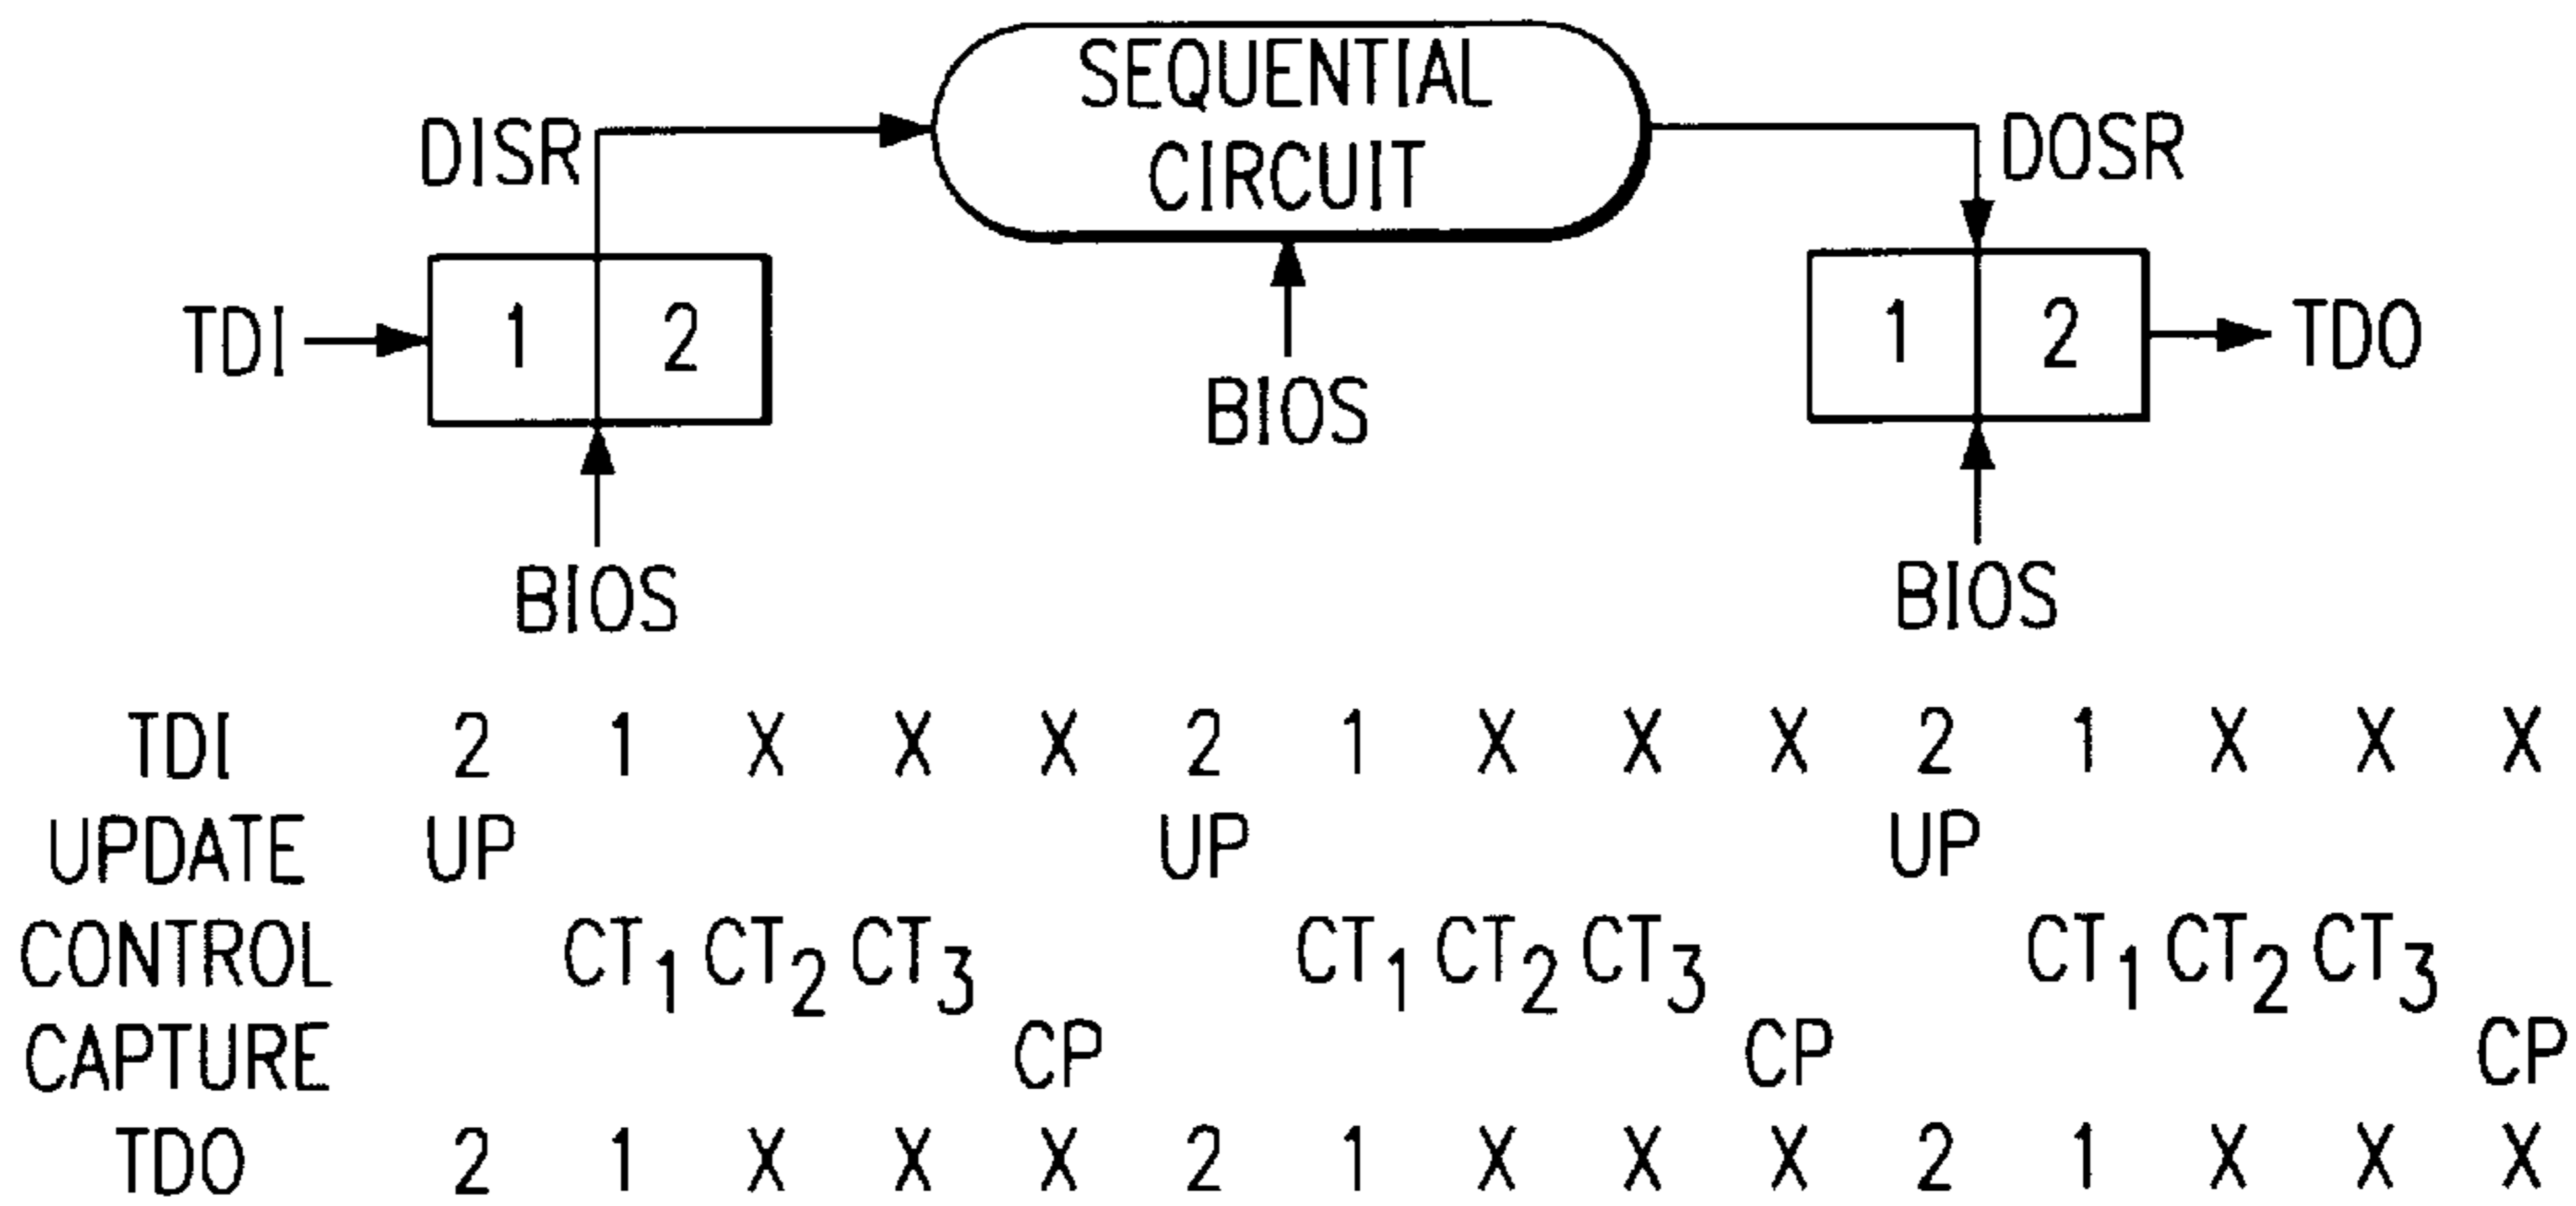 SEQUENTIAL
CIRCUIT
DISR
DOSR
TDI
1 2
BIOS
1 2
TDO
BIOS
BIOS
TDI 2 1 X X X 2 1 X X X 2 1 X X X
UPDATE UP UP UP
CONTROL CT1 CT2 CT3 CT1 CT2 CT3 CT1 CT2 CT3
CAPTURE CP CP CP
TDO 2 1 X X X 2 1 X X X 2 1 X X X